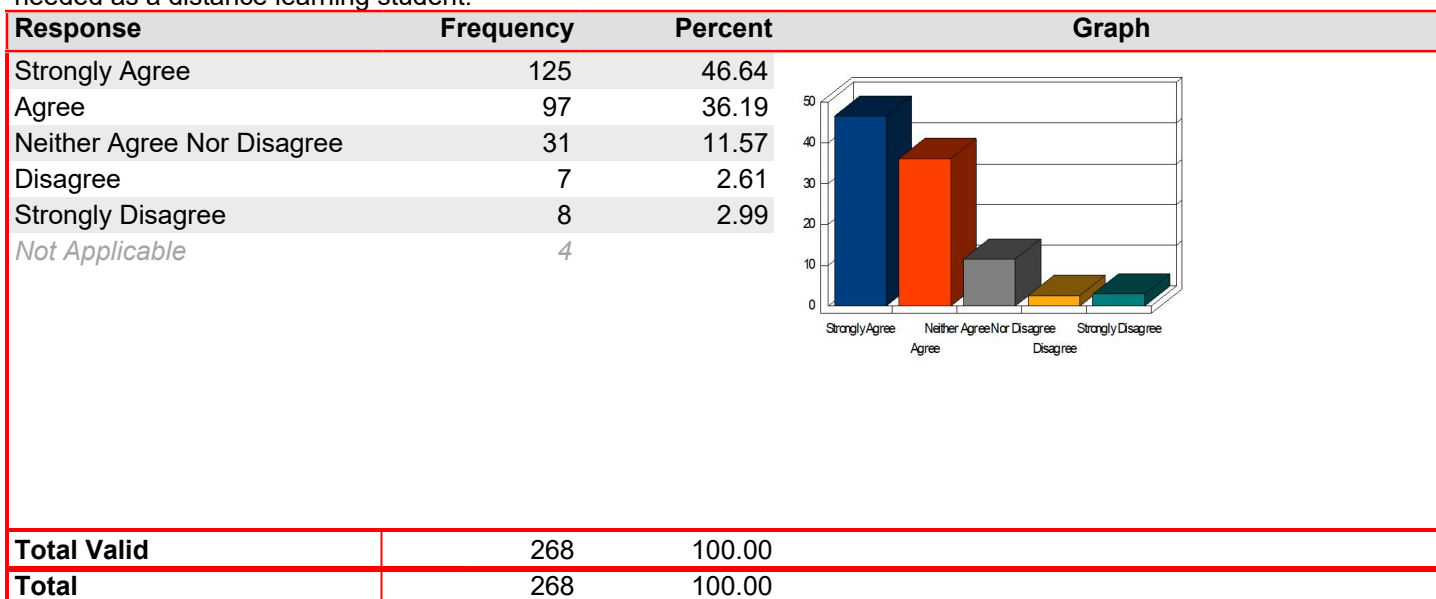 needed as a distance learning student.
Response Frequency Percent Graph
Strongly Agree 125 46.64
Agree 97 36.19
Neither Agree Nor Disagree 31 11.57
Disagree 7 2.61
Strongly Disagree 8 2.99
Not Applicable 4
50
40
30
20
10
0
Strongly Agree Neither Agree Nor Disagree Strongly Disagree
Agree Disagree
Total Valid 268 100.00
Total 268 100.00